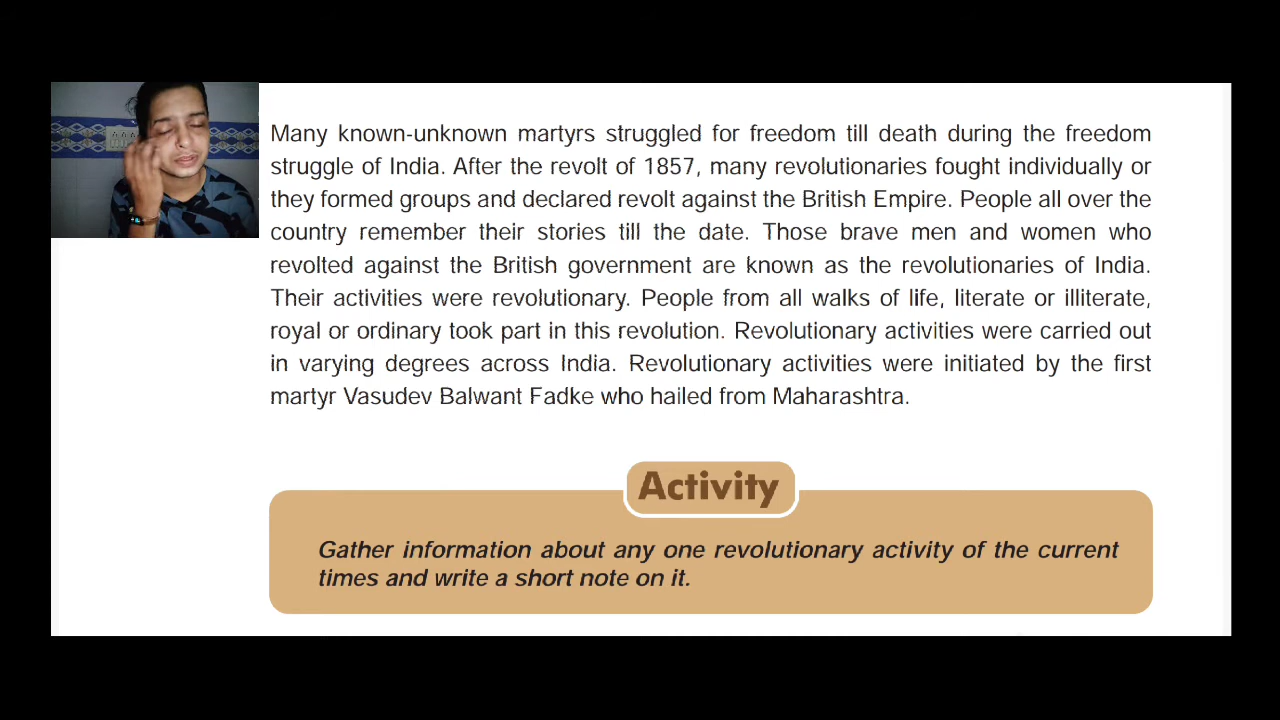 Many known-unknown martyrs struggled for freedom till death during the freedom
struggle of India. After the revolt of 1857, many revolutionaries fought individually or
they formed groups and declared revolt against the British Empire. People all over the
country remember their stories till the date. Those brave men and women who
revolted against the British government are known as the revolutionaries of India.
Their activities were revolutionary. People from all walks of life, literate or illiterate,
royal or ordinary took part in this revolution. Revolutionary activities were carried out
in varying degrees across India. Revolutionary activities were initiated by the first
martyr Vasudev Balwant Fadke who hailed from Maharashtra.
Activity
Gather information about any one revolutionary activity of the current
times and write a short note on it.